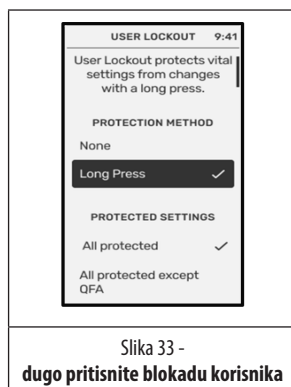 USER LOCKOUT 9:41
User Lockout protects vital
settings from changes
with a long press.
PROTECTION METHOD
None
Long Press
PROTECTED SETTINGS
All protected
All protected except
QFA
Slika 33 -
dugo pritisnite blokadu korisnika